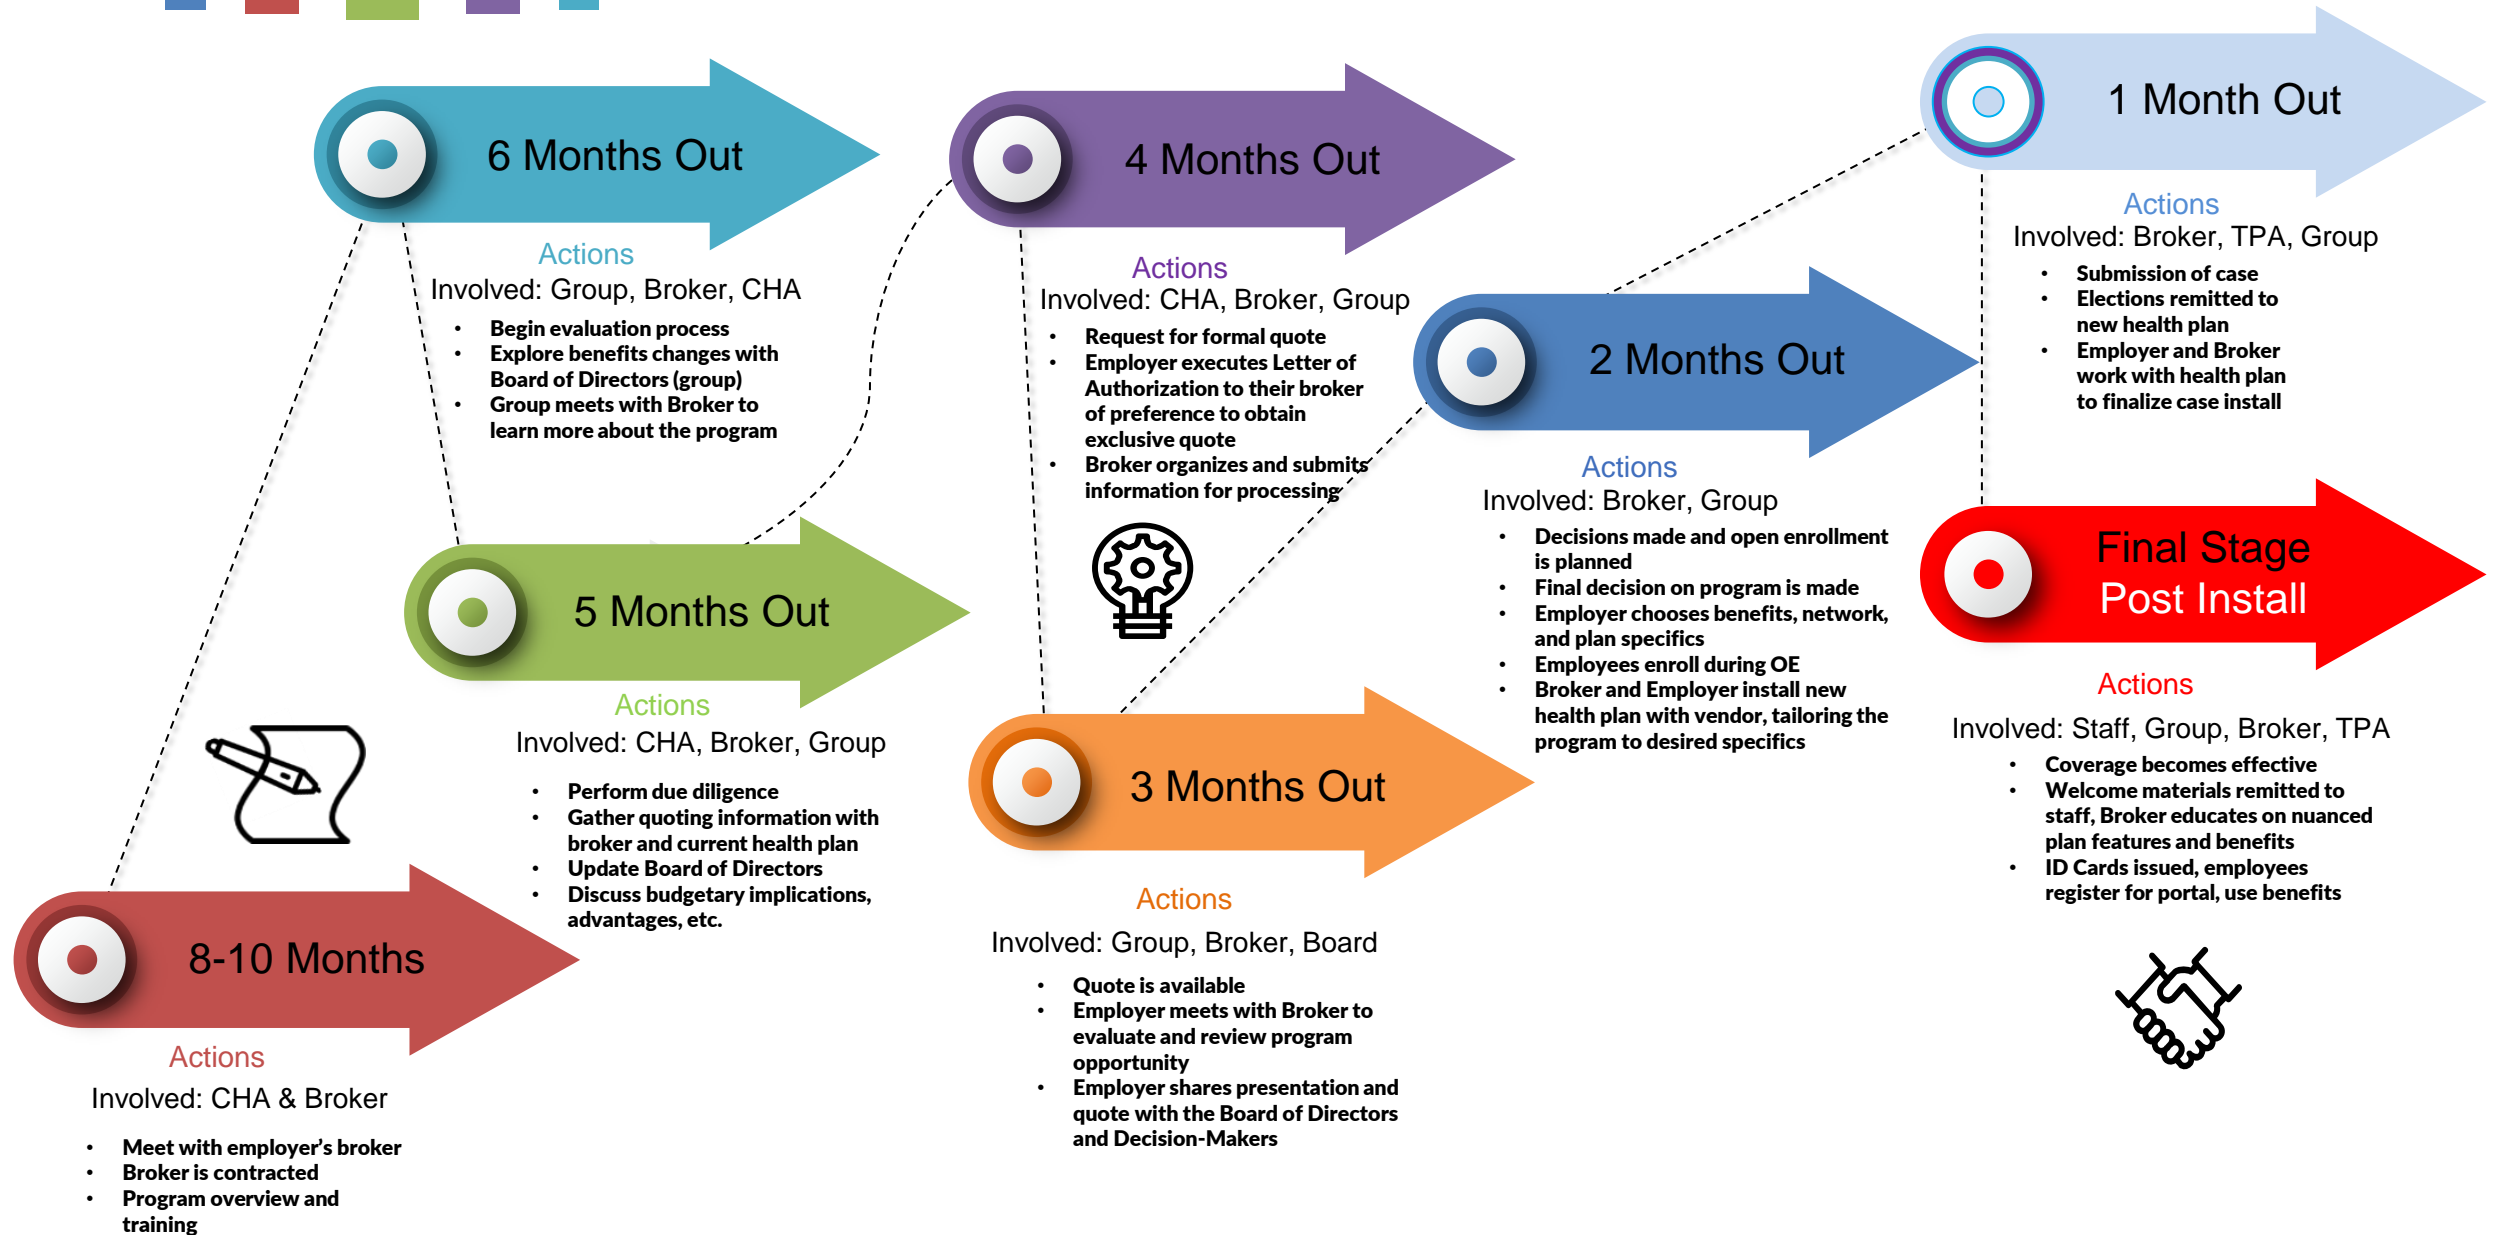 8-10 Months
Actions
Involved: CHA & Broker
• Meet with employer's broker
• Broker is contracted
• Program overview and
training
6 Months Out
Actions
Involved: Group, Broker, CHA
• Begin evaluation process
• Explore benefits changes with
Board of Directors (group)
• Group meets with Broker to
learn more about the program
5 Months Out
Actions
Involved: CHA, Broker, Group
• Perform due diligence
• Gather quoting information with
broker and current health plan
• Update Board of Directors
• Discuss budgetary implications,
advantages, etc.
4 Months Out
Actions
Involved: CHA, Broker, Group
• Request for formal quote
• Employer executes Letter of
Authorization to their broker
of preference to obtain
exclusive quote
• Broker organizes and submits
information for processing
3 Months Out
Actions
Involved: Group, Broker, Board
• Quote is available
• Employer meets with Broker to
evaluate and review program
opportunity
• Employer shares presentation and
quote with the Board of Directors
and Decision-Makers
2 Months Out
Actions
Involved: Broker, Group
• Decisions made and open enrollment
is planned
• Final decision on program is made
• Employer chooses benefits, network,
and plan specifics
• Employees enroll during OE
• Broker and Employer install new
health plan with vendor, tailoring the
program to desired specifics
1 Month Out
Actions
Involved: Broker, TPA, Group
• Submission of case
• Elections remitted to
new health plan
• Employer and Broker
work with health plan
to finalize case install
Final Stage
Post Install
Actions
Involved: Staff, Group, Broker, TPA
• Coverage becomes effective
• Welcome materials remitted to
staff, Broker educates on nuanced
plan features and benefits
• ID Cards issued, employees
register for portal, use benefits